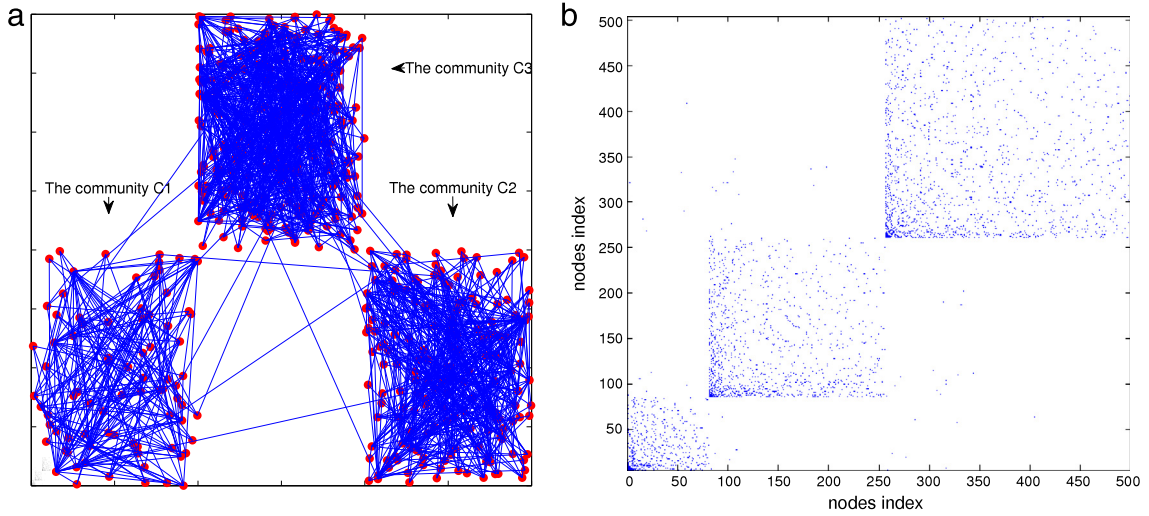 a
The community C3
The community C1
The community C2
b
500
450
400
350
300
250
200
150
100
50
nodes index
0 50 100 150 200 250 300 350 400 450 500
nodes index